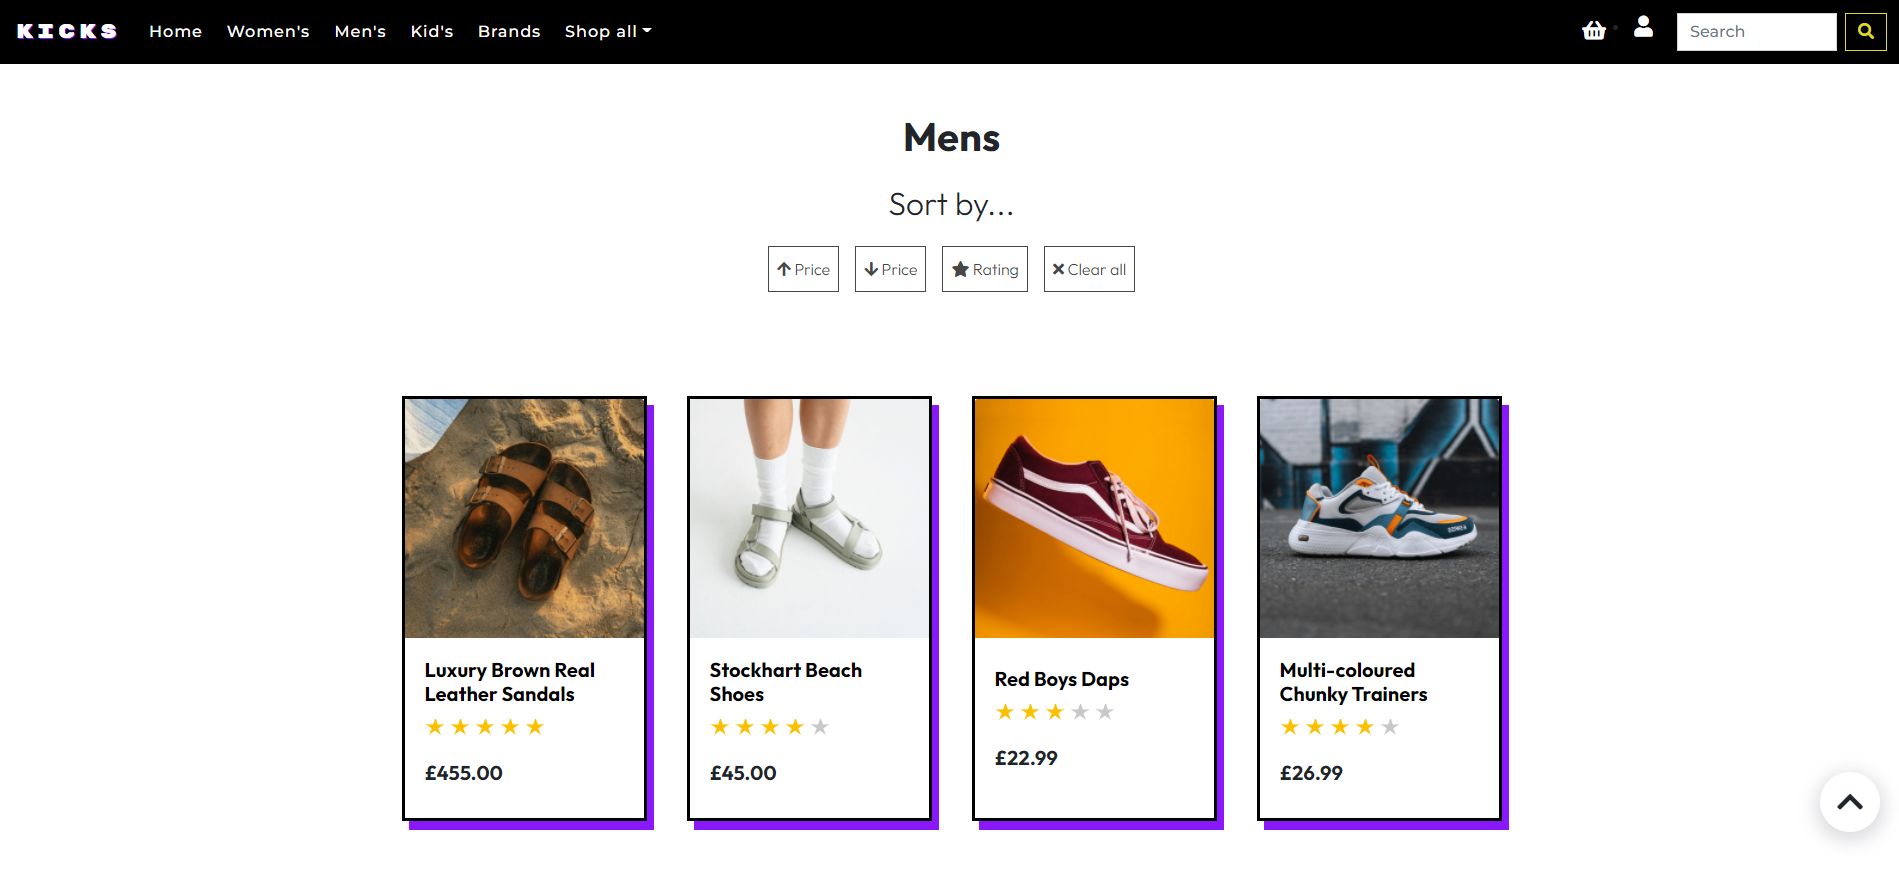 KICKS Home Women's Men's Kid's Brands Shop all Search
Mens
Sort by...
Price Price Rating Clear all
Luxury Brown Real
Leather Sandals
£455.00
Stockhart Beach
Shoes
£45.00
Red Boys Daps
£22.99
Multi-coloured
Chunky Trainers
£26.99